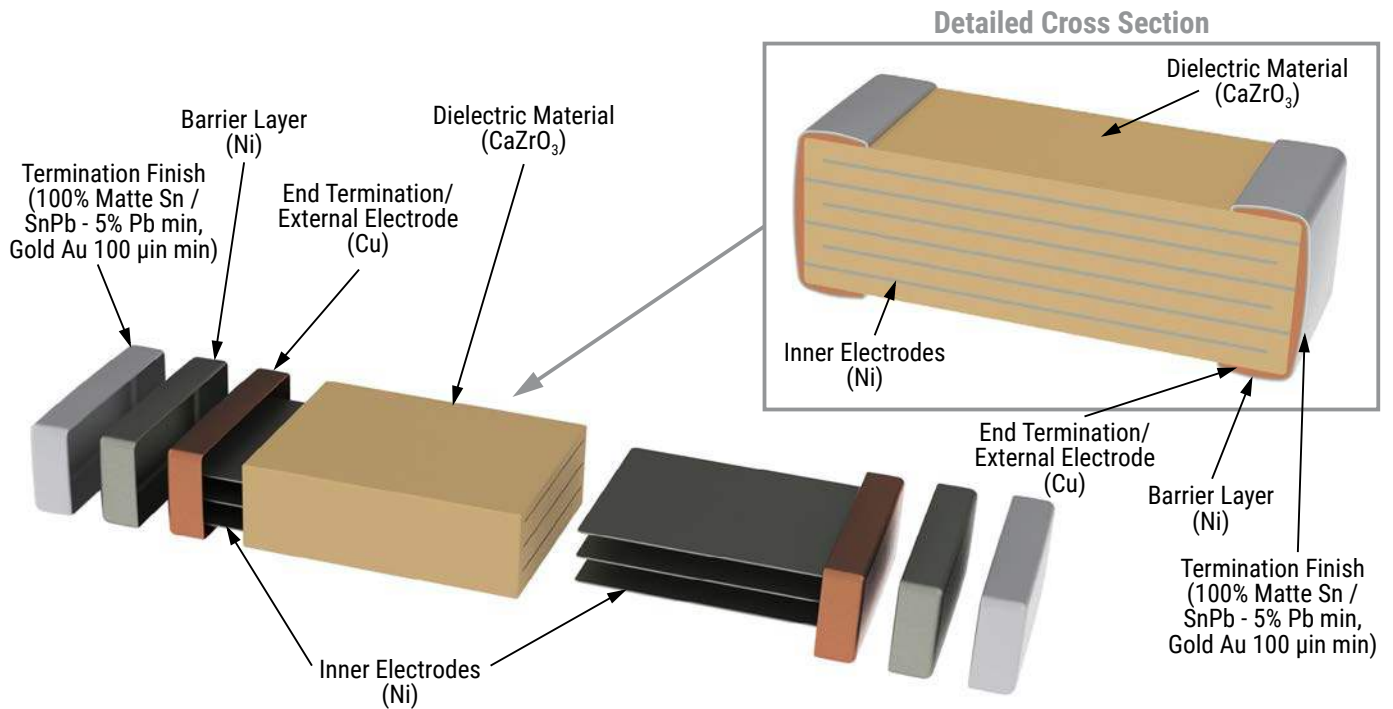 Detailed Cross Section
Dielectric Material
(CaZrO₃)
Inner Electrodes
(Ni)
End Termination/
External Electrode
(Cu)
Barrier Layer
(Ni)
Termination Finish
(100% Matte Sn /
SnPb - 5% Pb min,
Gold Au 100 µin min)
Dielectric Material
(CaZrO₃)
Barrier Layer
(Ni)
Termination Finish
(100% Matte Sn /
SnPb - 5% Pb min,
Gold Au 100 µin min)
End Termination/
External Electrode
(Cu)
Inner Electrodes
(Ni)